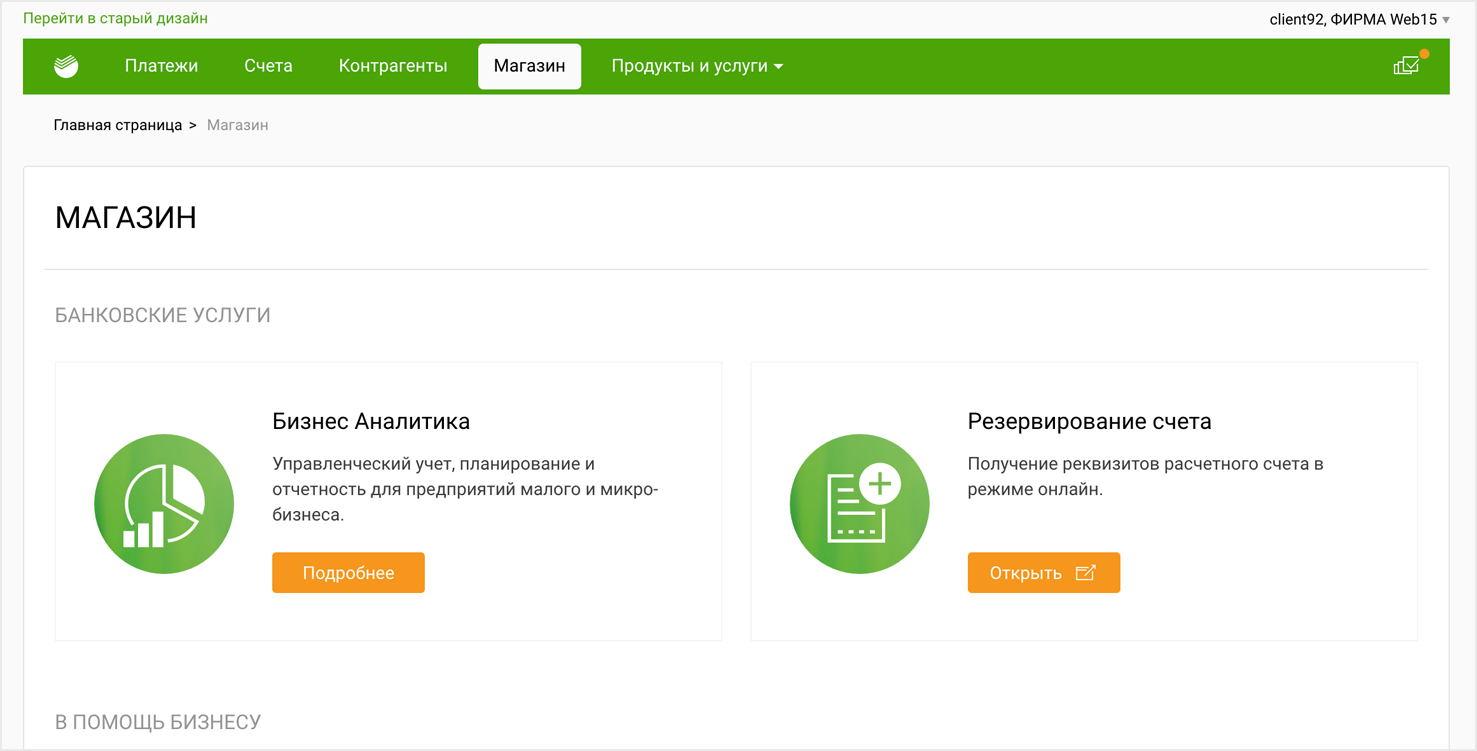 Перейти в старый дизайн
client92, ФИРМА Web15
Платежи
Счета
Контрагенты
Магазин
Продукты и услуги
Главная страница > Магазин
МАГАЗИН
БАНКОВСКИЕ УСЛУГИ
Бизнес Аналитика
Управленческий учет, планирование и
отчетность для предприятий малого и микро-
бизнеса.
Подробнее
Резервирование счета
Получение реквизитов расчетного счета в
режиме онлайн.
Открыть
В ПОМОЩЬ БИЗНЕСУ